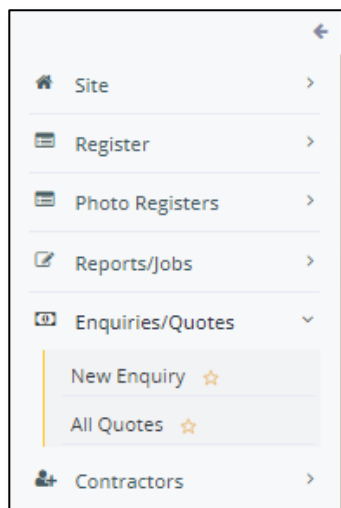 Site
Register
Photo Registers
Reports/Jobs
Enquiries/Quotes
New Enquiry
All Quotes
Contractors